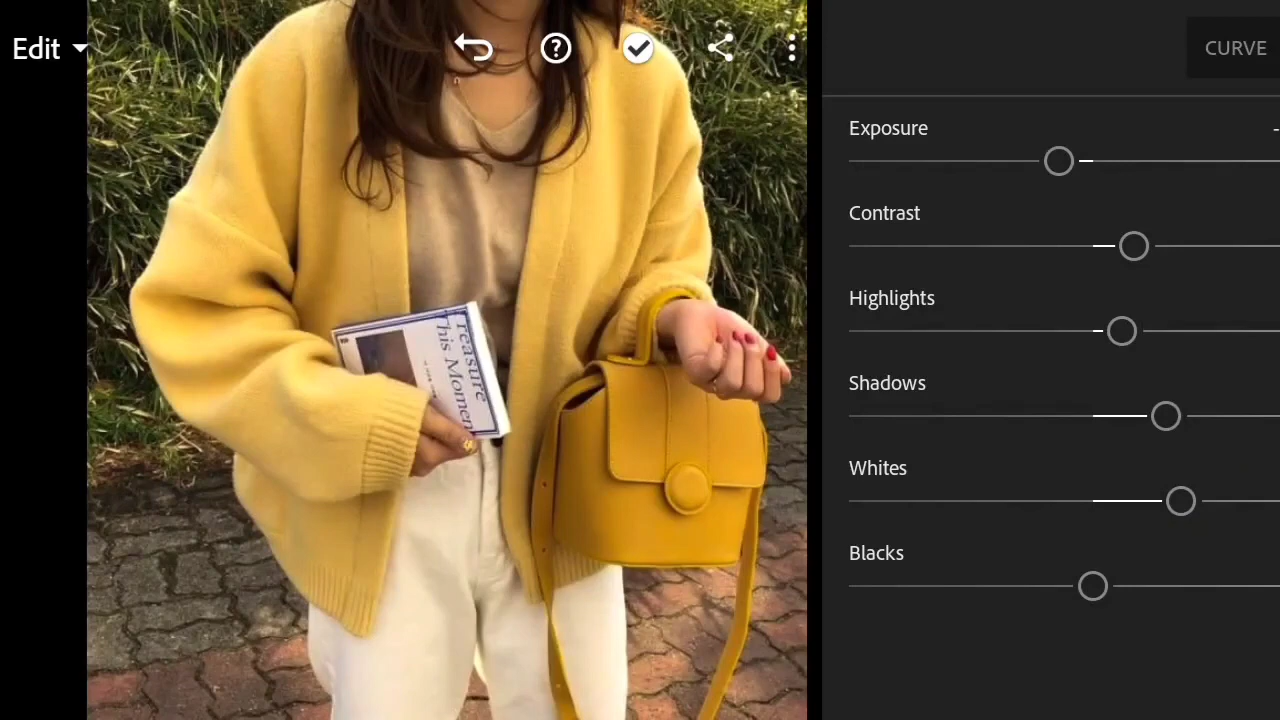 Edit
CURVE
Exposure
Contrast
Highlights
Shadows
Whites
Blacks
reasure
his Momen